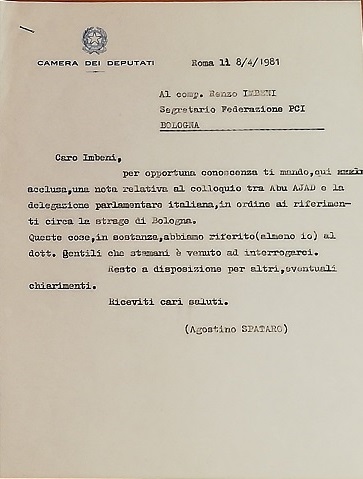 CAMERA DEI DEPUTATI
Roma lì 8/4/1981
Al comp. Renzo IMBENI
Segretario Federazione PCI
BOLOGNA
Caro Imbeni,
per opportuna conoscenza ti mando,qui
acclusa,una nota relativa al colloquio tra Abu AJAD e la
delegazione parlamentare italiana,in ordine ai riferimen-
ti circa la strage di Bologna.
Queste cose,in sostanza,abbiamo riferito(almeno io) al
dott. Gentili che stamani è venuto ad interrogarci.
Resto a disposizione per altri,eventuali
chiarimenti.
Riceviti cari saluti.
(Agostino SPATARO)